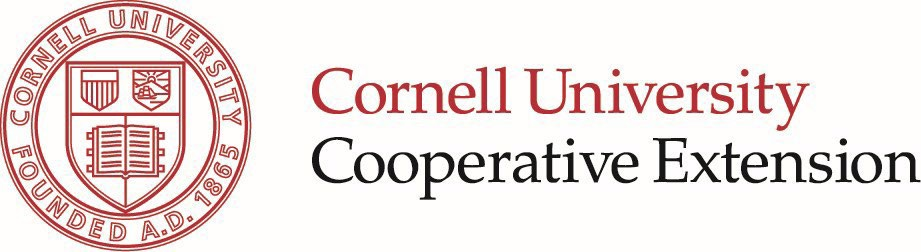 CORNELL UNIVERSITY
FOUNDED A.D. 1865
Cornell University
Cooperative Extension